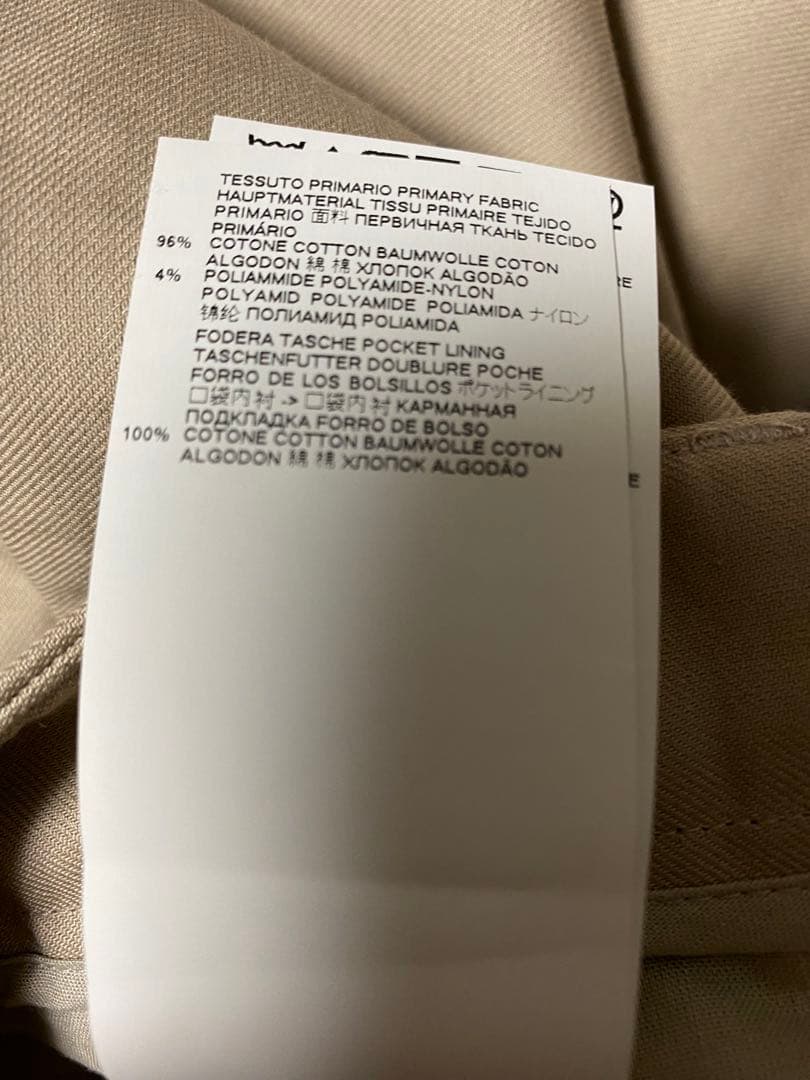 TESSUTO PRIMARIO PRIMARY FABRIC
HAUPTMATERIAL TISSU PRIMAIRE TEJIDO
PRIMARIO 面料 ПЕРВИЧНАЯ ТКАНЬ TECIDO
PRIMÁRIO
96% COTONE COTTON BAUMWOLLE COTON
ALGODON 綿 棉 ХЛОПОК ALGODÃO
4% POLIAMMIDE POLYAMIDE-NYLON
POLYAMID POLYAMIDE POLIAMIDA ナイロン
锦纶 ПОЛИАМИД POLIAMIDA
FODERA TASCHE POCKET LINING
TASCHENFUTTER DOUBLURE POCHE
FORRO DE LOS BOLSILLOS ポケットライニング
口袋内 衬 -> 口袋内 衬 КАРМАННАЯ
ПОДКЛАДКА FORRO DE BOLSO
100% COTONE COTTON BAUMWOLLE COTON
ALGODON 綿 棉 ХЛОПОК ALGODÃO